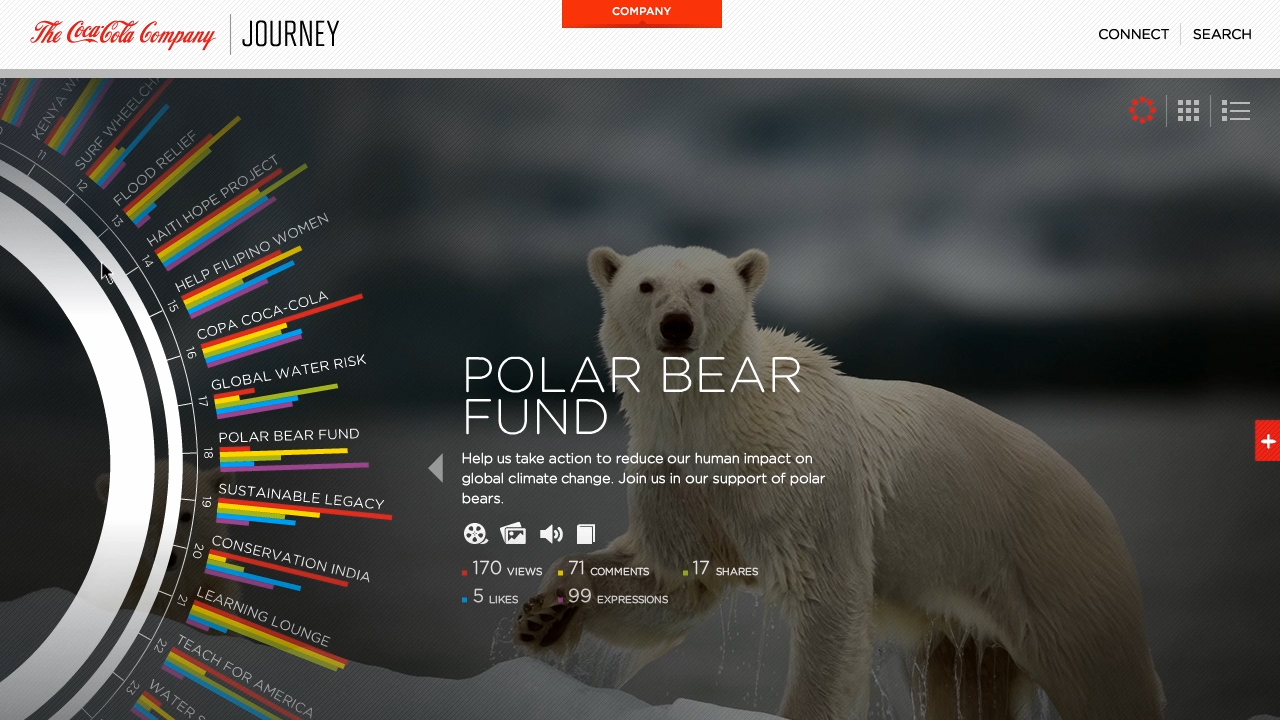 COMPANY
The Coca-Cola Company
JOURNEY
CONNECT
SEARCH
KENYA
11
SURF
12
FLOOD RELIEF
13
HAITI HOPE PROJECT
14
HELP FILIPINO WOMEN
15
COPA COCA-COLA
16
GLOBAL WATER RISK
17
POLAR BEAR FUND
18
SUSTAINABLE LEGACY
19
CONSERVATION INDIA
20
LEARNING LOUNGE
21
TEACH FOR AMERICA
22
WATER
23
POLAR BEAR
FUND
Help us take action to reduce our human impact on
global climate change. Join us in our support of polar
bears.
170 VIEWS 71 COMMENTS 17 SHARES
5 LIKES 99 EXPRESSIONS